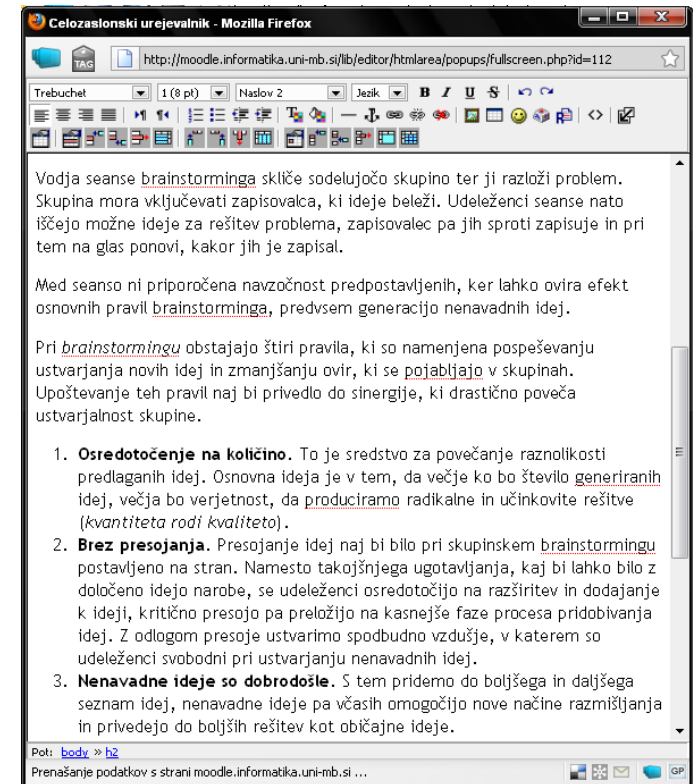 Celozaslonski urejevalnik - Mozilla Firefox
TAG http://moodle.informatika.uni-mb.si/lib/editor/htmlarea/popups/fullscreen.php?id=112
Trebuchet 1 (8 pt) Naslov 2 Jezik B I U S
Vodja seanse brainstorminga skliče sodelujočo skupino ter ji razloži problem.
Skupina mora vključevati zapisovalca, ki ideje beleži. Udeleženci seanse nato
iščejo možne ideje za rešitev problema, zapisovalec pa jih sproti zapisuje in pri
tem na glas ponovi, kakor jih je zapisal.
Med seanso ni priporočena navzočnost predpostavljenih, ker lahko ovira efekt
osnovnih pravil brainstorminga, predvsem generacijo nenavadnih idej.
Pri brainstormingu obstajajo štiri pravila, ki so namenjena pospeševanju
ustvarjanja novih idej in zmanjšanju ovir, ki se pojabljajo v skupinah.
Upoštevanje teh pravil naj bi privedlo do sinergije, ki drastično poveča
ustvarjalnost skupine.
1. Osredotočenje na količino. To je sredstvo za povečanje raznolikosti
predlaganih idej. Osnovna ideja je v tem, da večje ko bo število generiranih
idej, večja bo verjetnost, da produciramo radikalne in učinkovite rešitve
(kvantiteta rodi kvaliteto).
2. Brez presojanja. Presojanje idej naj bi bilo pri skupinskem brainstormingu
postavljeno na stran. Namesto takojšnjega ugotavljanja, kaj bi lahko bilo z
določeno idejo narobe, se udeleženci osredotočijo na razširitev in dodajanje
k ideji, kritično presojo pa preložijo na kasnejše faze procesa pridobivanja
idej. Z odlogom presoje ustvarimo spodbudno vzdušje, v katerem so
udeleženci svobodni pri ustvarjanju nenavadnih idej.
3. Nenavadne ideje so dobrodošle. S tem pridemo do boljšega in daljšega
seznam idej, nenavadne ideje pa včasih omogočijo nove načine razmišljanja
in privedejo do boljših rešitev kot običajne ideje.
Pot: body » h2
Prenašanje podatkov s strani moodle.informatika.uni-mb.si ... GP